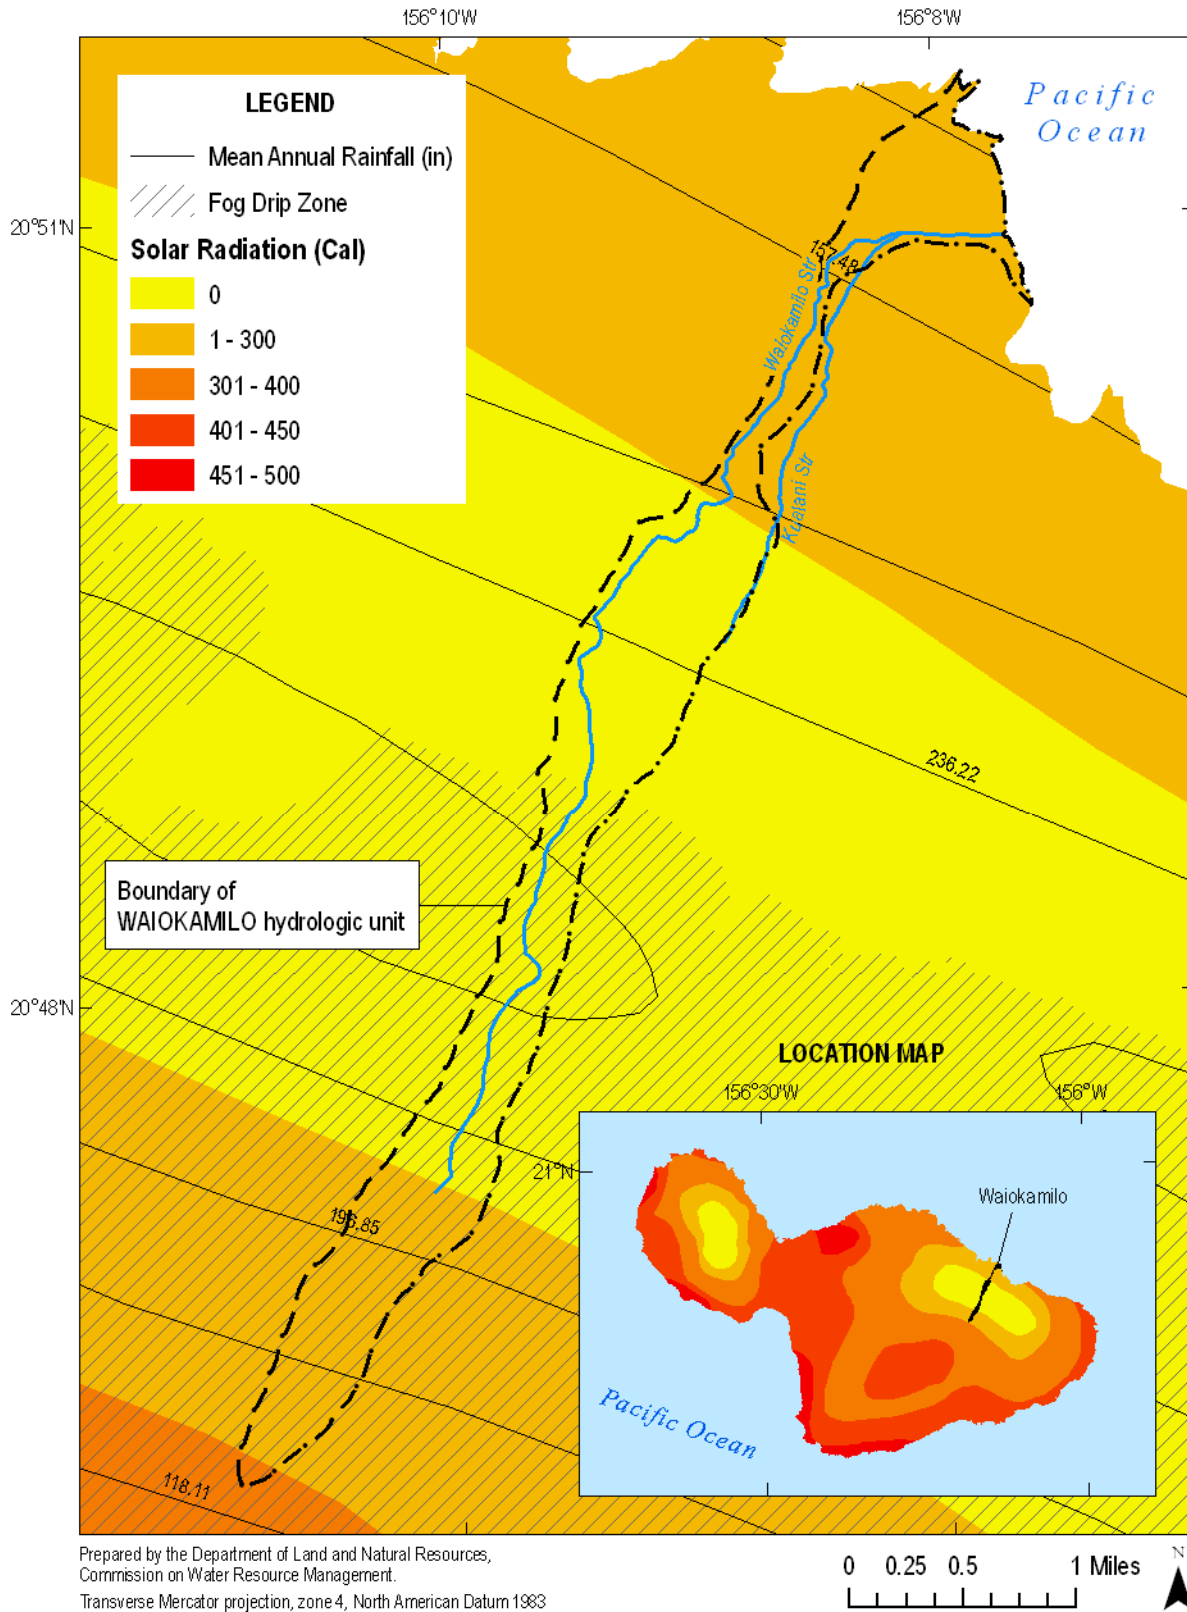 156°10'W
156°8'W
LEGEND
Mean Annual Rainfall (in)
Fog Drip Zone
Solar Radiation (Cal)
0
1 - 300
301 - 400
401 - 450
451 - 500
Pacific
Ocean
20°51'N
157.48
Waiokamilo Str
Kualani Str
236.22
Boundary of
WAIOKAMILO hydrologic unit
20°48'N
LOCATION MAP
156°30'W
156°W
21°N
Waiokamilo
196.85
Pacific Ocean
118.11
Prepared by the Department of Land and Natural Resources,
Commission on Water Resource Management.
Transverse Mercator projection, zone 4, North American Datum 1983
0 0.25 0.5 1 Miles
N